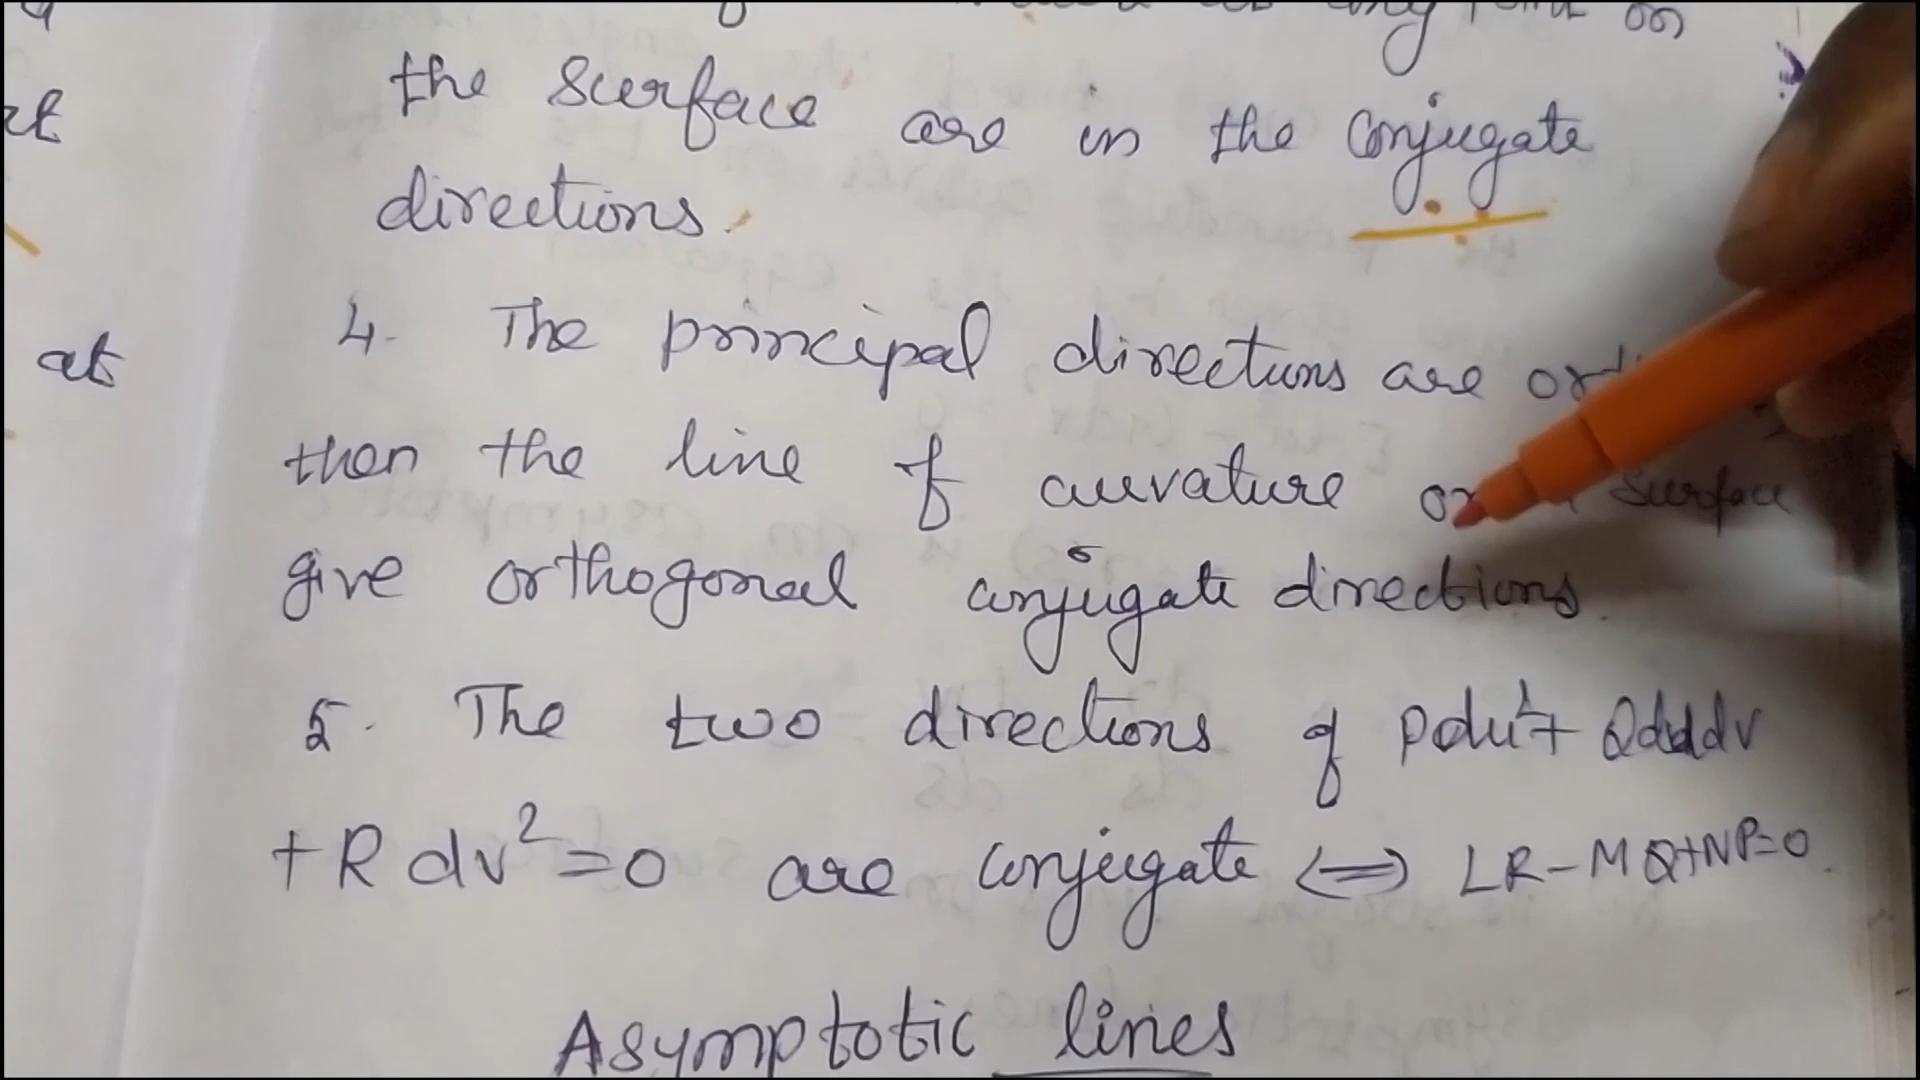 the surface are in the conjugate
directions.
at
4. The principal directions are
then the line of curvature surface
give orthogonal conjugate directions.
5. The two directions of Pdu²+ Qdudv
+R dv²=0 are conjugate ⟺ LR-MQ+NP=0.
Asymptotic lines